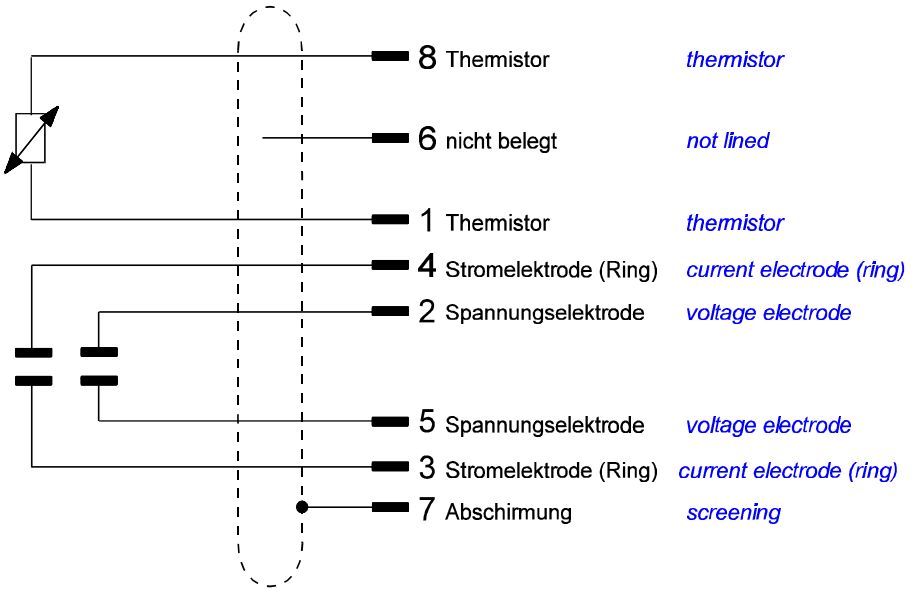 8 Thermistor thermistor
6 nicht belegt not lined
1 Thermistor thermistor
4 Stromelektrode (Ring) current electrode (ring)
2 Spannungselektrode voltage electrode
5 Spannungselektrode voltage electrode
3 Stromelektrode (Ring) current electrode (ring)
7 Abschirmung screening